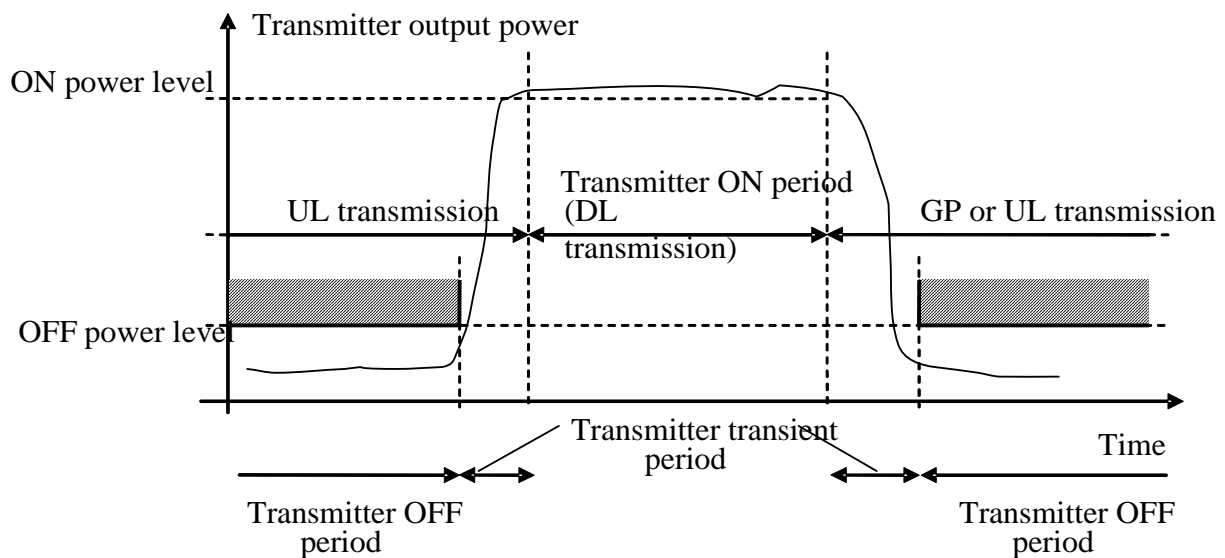 Transmitter output power
ON power level
Transmitter ON period
UL transmission
(DL
transmission)
GP or UL transmission
OFF power level
Transmitter transient
period
Time
Transmitter OFF
period
Transmitter OFF
period